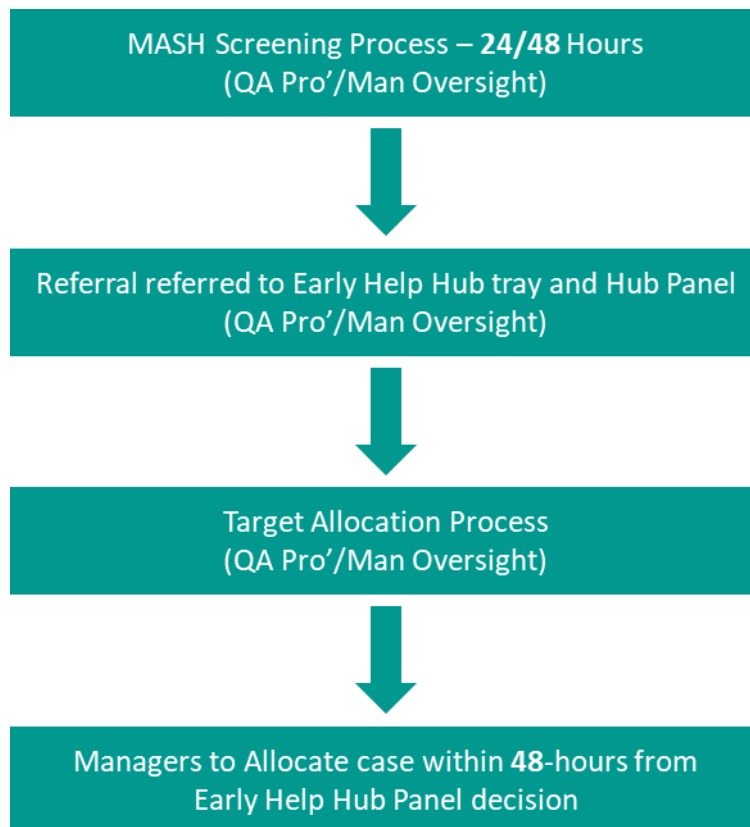 MASH Screening Process – 24/48 Hours
(QA Pro’/Man Oversight)
Referral referred to Early Help Hub tray and Hub Panel
(QA Pro’/Man Oversight)
Target Allocation Process
(QA Pro’/Man Oversight)
Managers to Allocate case within 48-hours from
Early Help Hub Panel decision